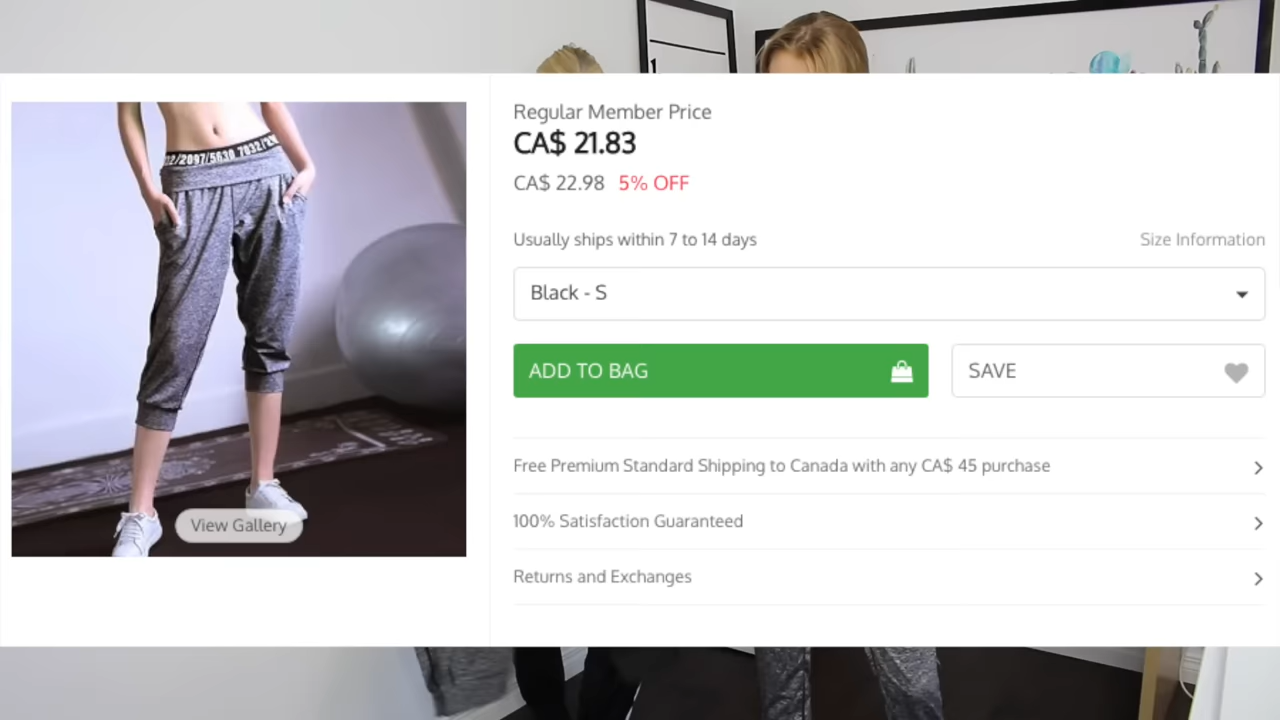 Regular Member Price
CA$ 21.83
CA$ 22.98 5% OFF
Usually ships within 7 to 14 days
Size Information
Black - S
ADD TO BAG
SAVE
Free Premium Standard Shipping to Canada with any CA$ 45 purchase
100% Satisfaction Guaranteed
Returns and Exchanges
View Gallery